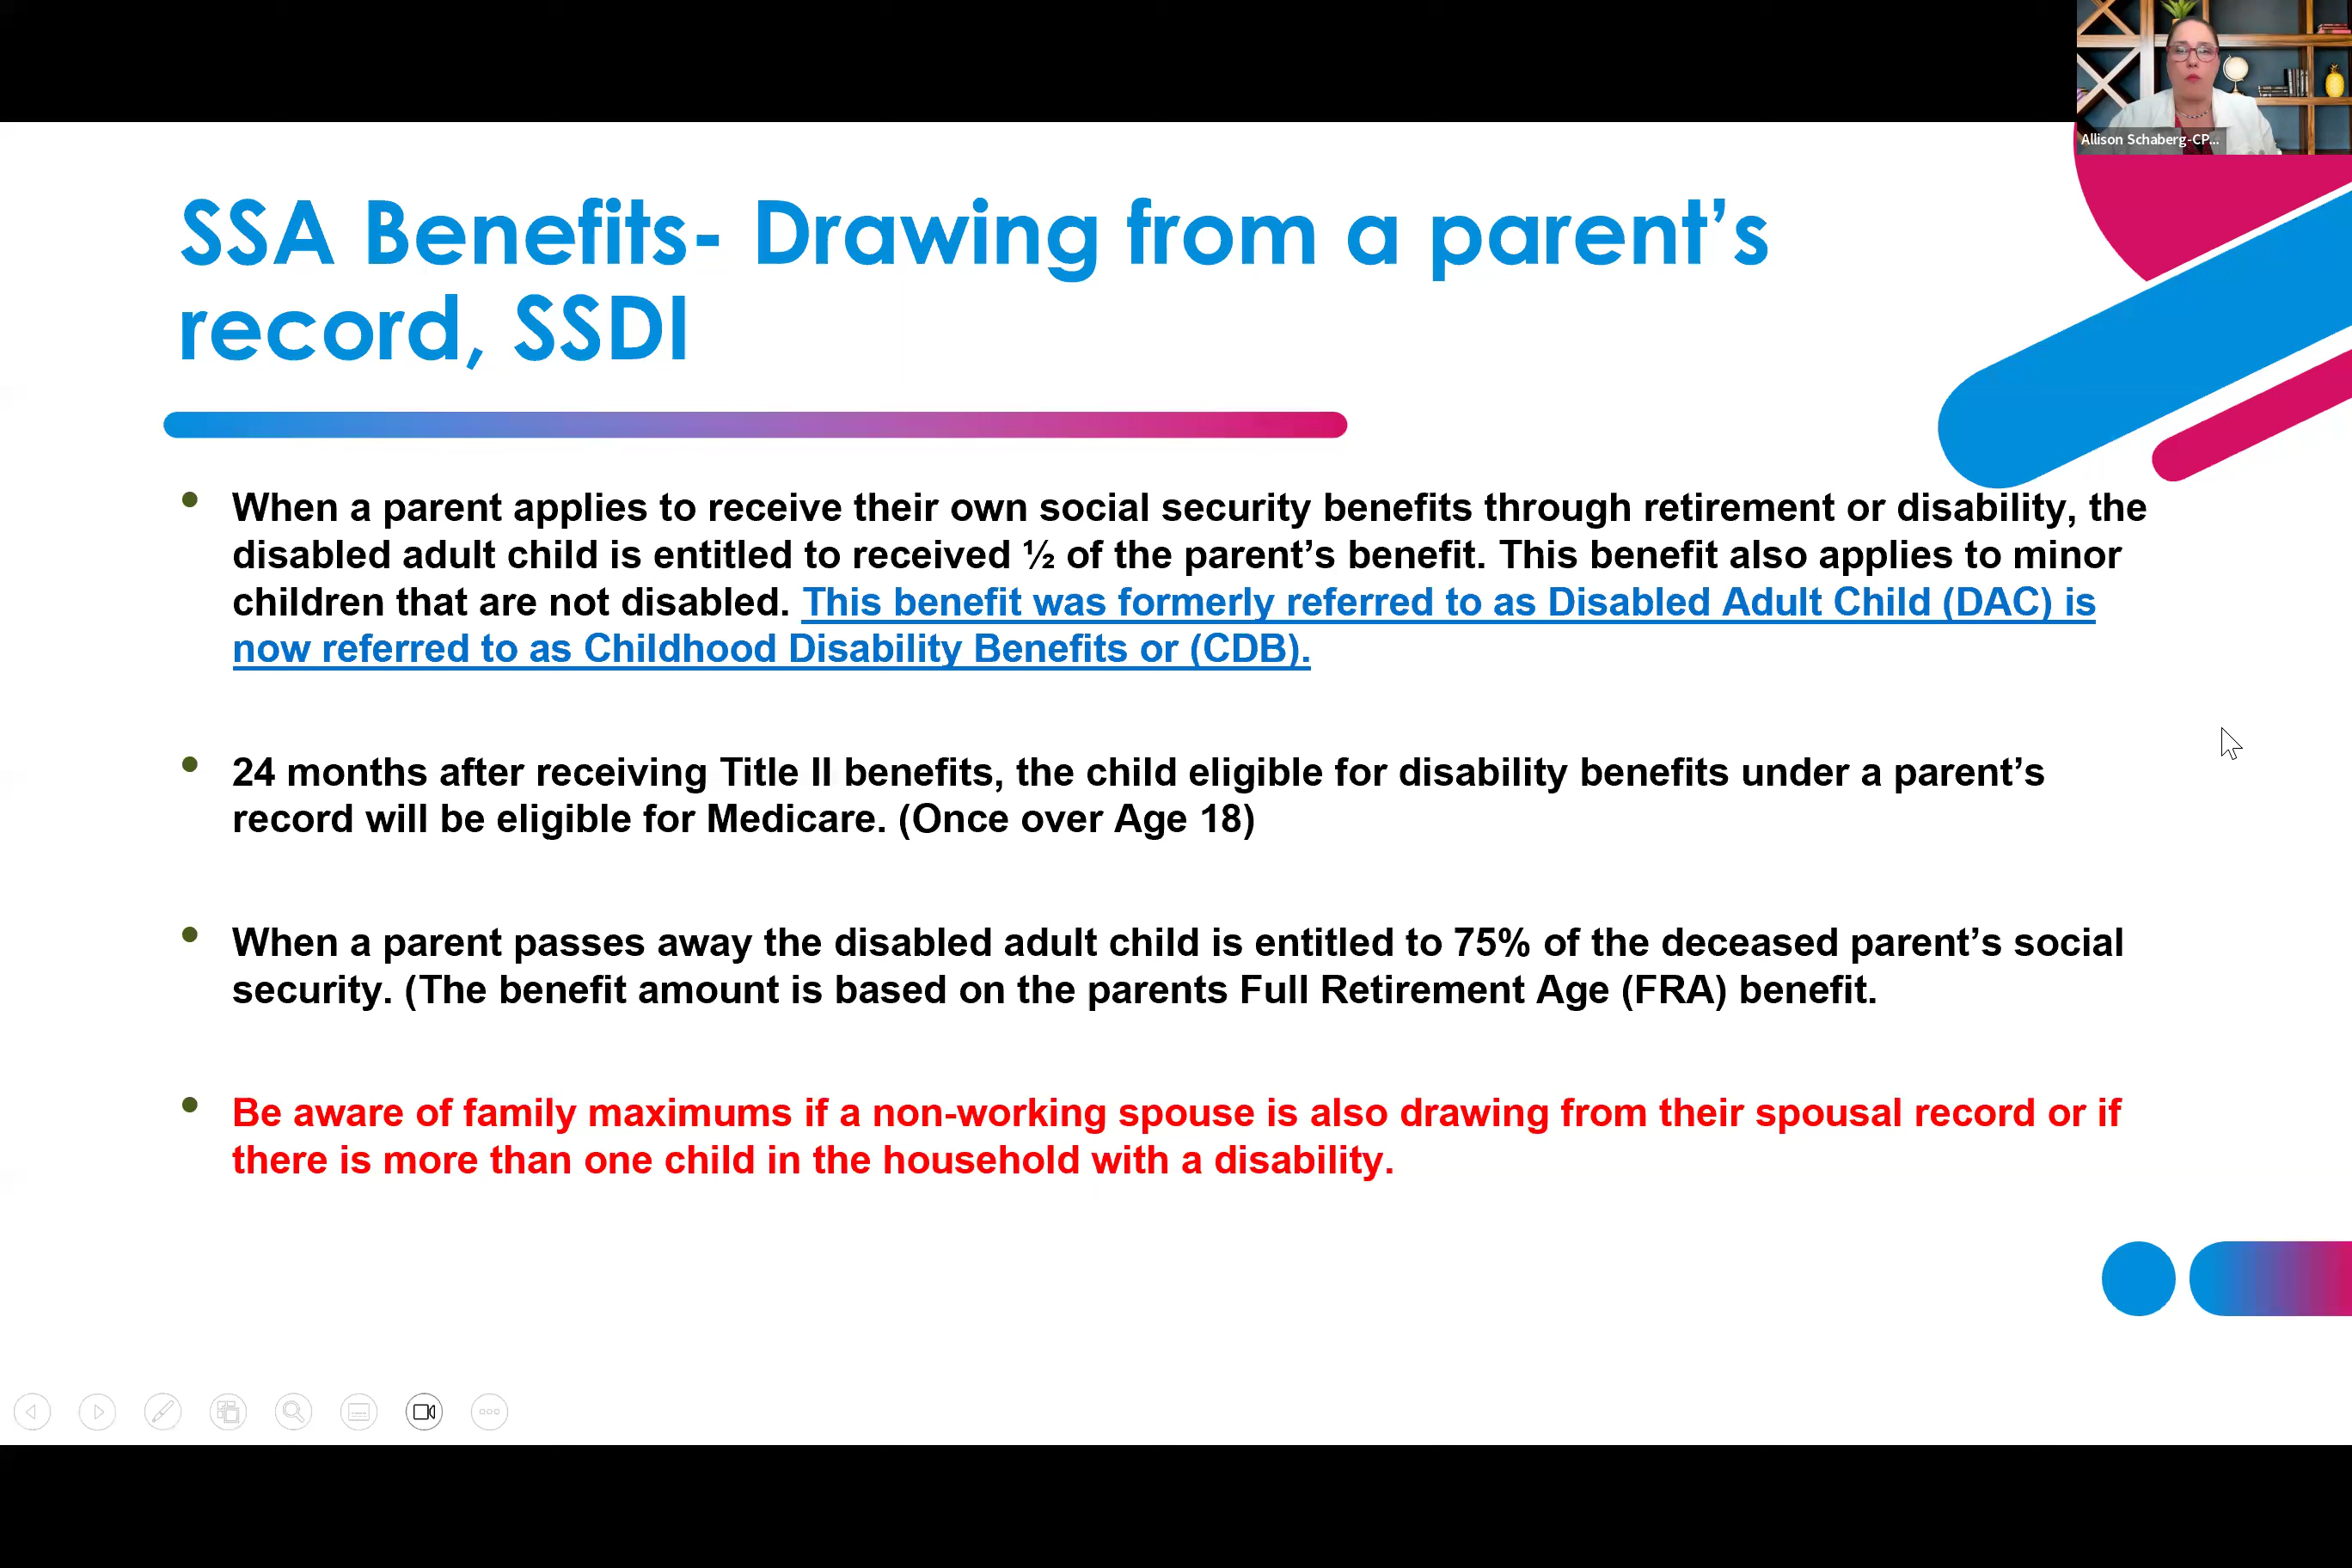 Allison Schaberg-CP...
SSA Benefits- Drawing from a parent’s
record, SSDI
• When a parent applies to receive their own social security benefits through retirement or disability, the
disabled adult child is entitled to received ½ of the parent’s benefit. This benefit also applies to minor
children that are not disabled. This benefit was formerly referred to as Disabled Adult Child (DAC) is
now referred to as Childhood Disability Benefits or (CDB).
• 24 months after receiving Title II benefits, the child eligible for disability benefits under a parent’s
record will be eligible for Medicare. (Once over Age 18)
• When a parent passes away the disabled adult child is entitled to 75% of the deceased parent’s social
security. (The benefit amount is based on the parents Full Retirement Age (FRA) benefit.
• Be aware of family maximums if a non-working spouse is also drawing from their spousal record or if
there is more than one child in the household with a disability.